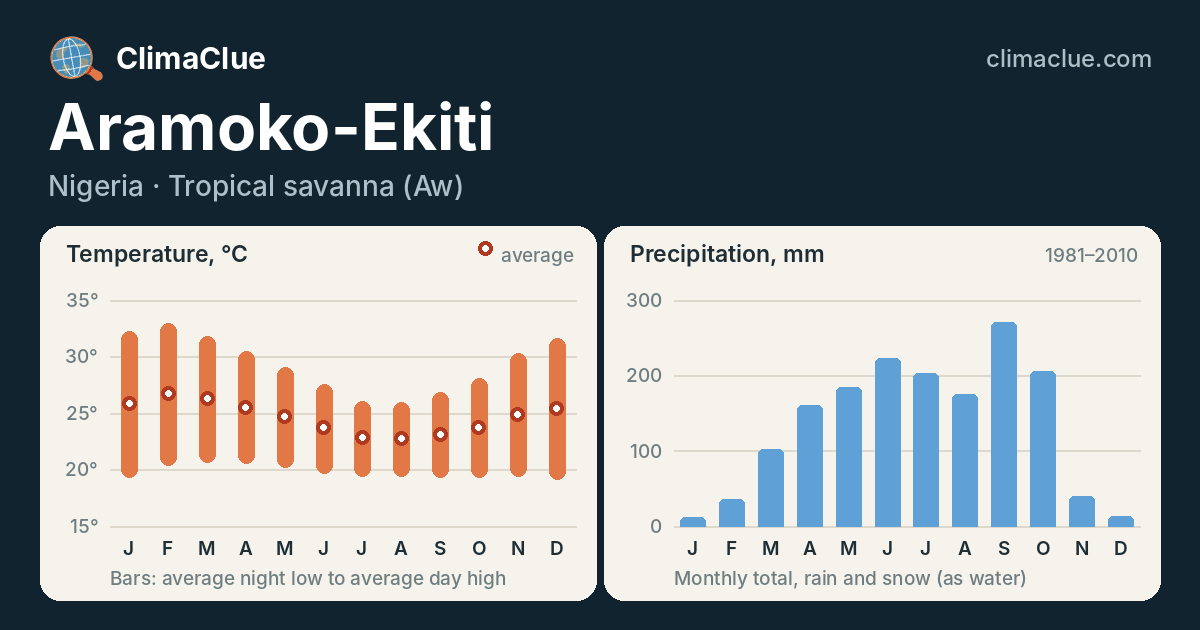 ClimaClue
climaclue.com
Aramoko-Ekiti
Nigeria · Tropical savanna (Aw)
Temperature, °C
average
35°
30°
25°
20°
15°
J F M A M J J A S O N D
Bars: average night low to average day high
Precipitation, mm
1981–2010
300
200
100
0
J F M A M J J A S O N D
Monthly total, rain and snow (as water)